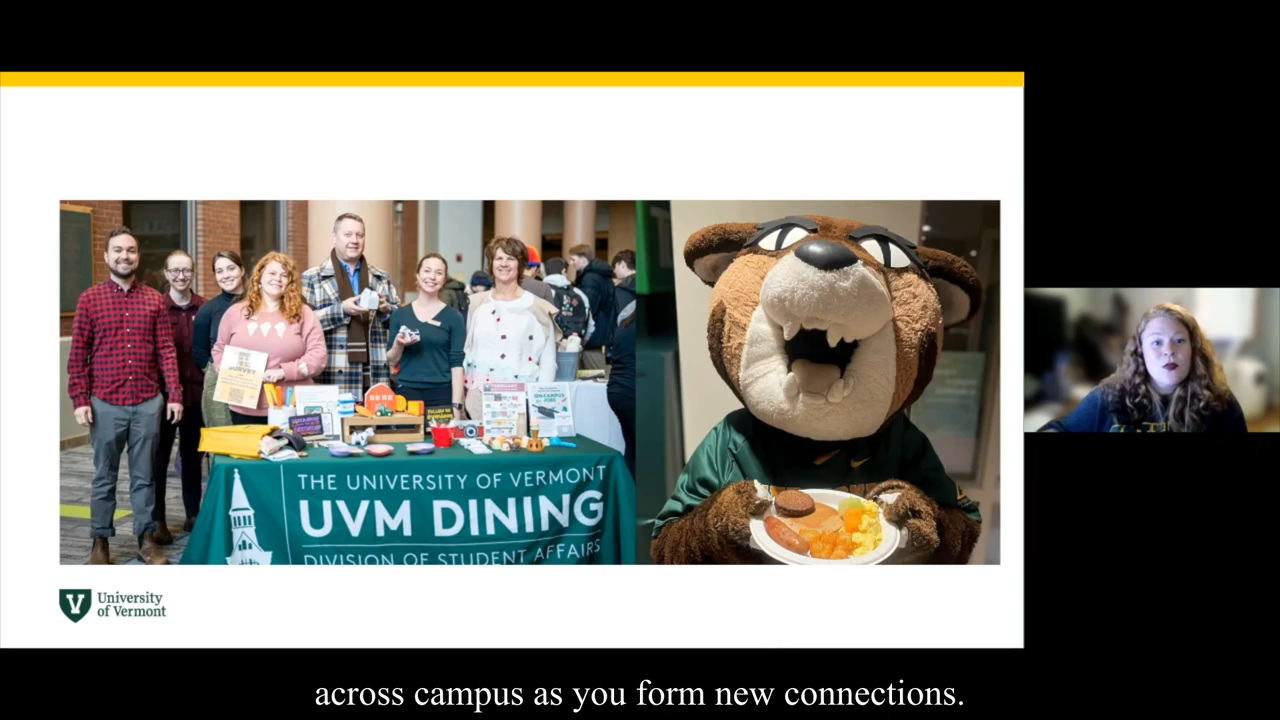 SURVEY
THE UNIVERSITY OF VERMONT
UVM DINING
DIVISION OF STUDENT AFFAIRS
V
University
of Vermont
across campus as you form new connections.